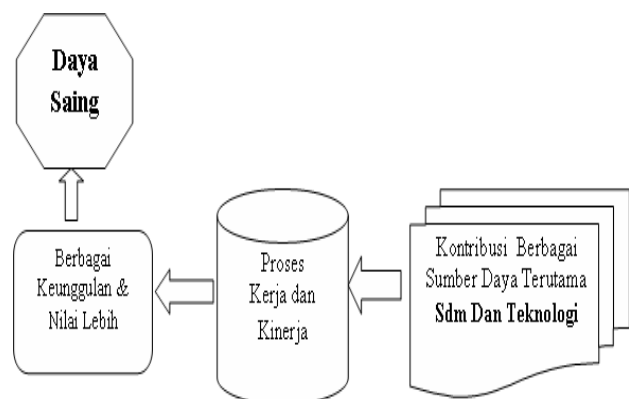 Daya
Saing
Berbagai
Keunggulan &
Nilai Lebih
Proses
Kerja dan
Kinerja
Kontribusi Berbagai
Sumber Daya Terutama
Sdm Dan Teknologi